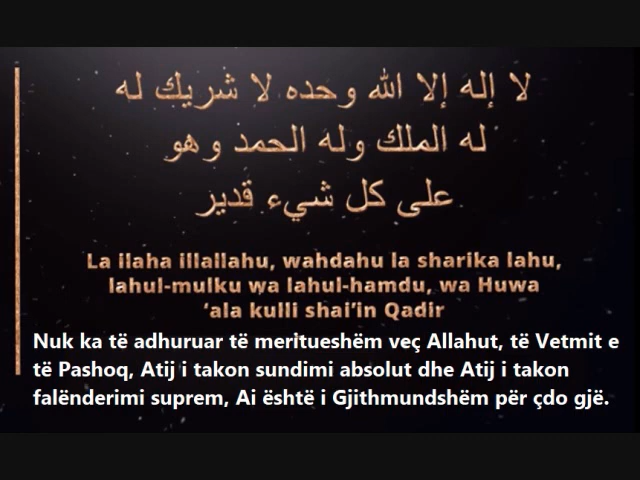 لا إله إلا الله وحده لا شريك له
له الملك وله الحمد وهو
على كل شيء قدير
La ilaha illallahu, wahdahu la sharika lahu,
lahul-mulku wa lahul-hamdu, wa Huwa
‘ala kulli shai’in Qadir
Nuk ka të adhuruar të meritueshëm veç Allahut, të Vetmit e
të Pashoq, Atij i takon sundimi absolut dhe Atij i takon
falënderimi suprem, Ai është i Gjithmundshëm për çdo gjë.